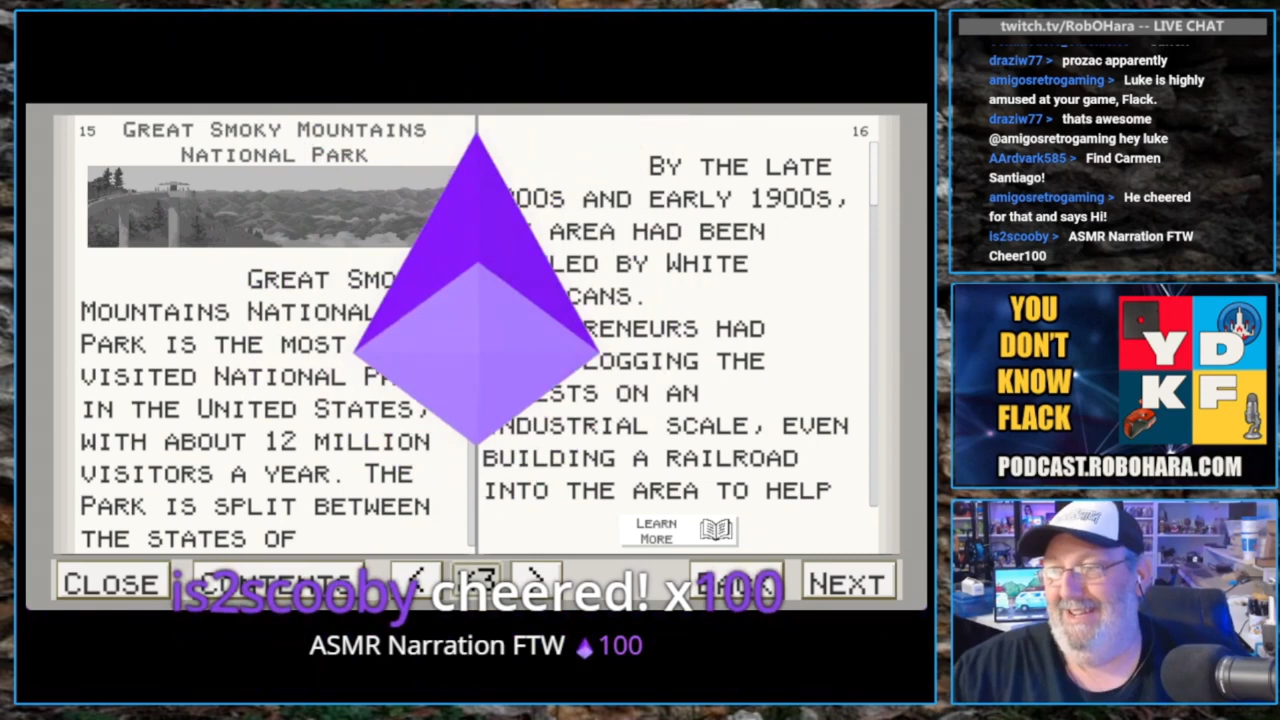 15 GREAT SMOKY MOUNTAINS
NATIONAL PARK
GREAT SMO
MOUNTAINS NATIONAL
PARK IS THE MOST
VISITED NATIONAL P
IN THE UNITED STATES,
WITH ABOUT 12 MILLION
VISITORS A YEAR. THE
PARK IS SPLIT BETWEEN
THE STATES OF
16
BY THE LATE
00S AND EARLY 1900S,
AREA HAD BEEN
LED BY WHITE
CANS.
RENEURS HAD
LOGGING THE
STS ON AN
INDUSTRIAL SCALE, EVEN
BUILDING A RAILROAD
INTO THE AREA TO HELP
LEARN
MORE
CLOSE CONTENTS < > BACK NEXT
is2scooby cheered! x100
ASMR Narration FTW 100
twitch.tv/RobOHara -- LIVE CHAT
draziw77 > prozac apparently
amigosretrogaming > Luke is highly
amused at your game, Flack.
draziw77 > thats awesome
@amigosretrogaming hey luke
AArdvark585 > Find Carmen
Santiago!
amigosretrogaming > He cheered
for that and says Hi!
is2scooby > ASMR Narration FTW
Cheer100
YOU
DON'T
KNOW
FLACK
Y D
K F
PODCAST.ROBOHARA.COM